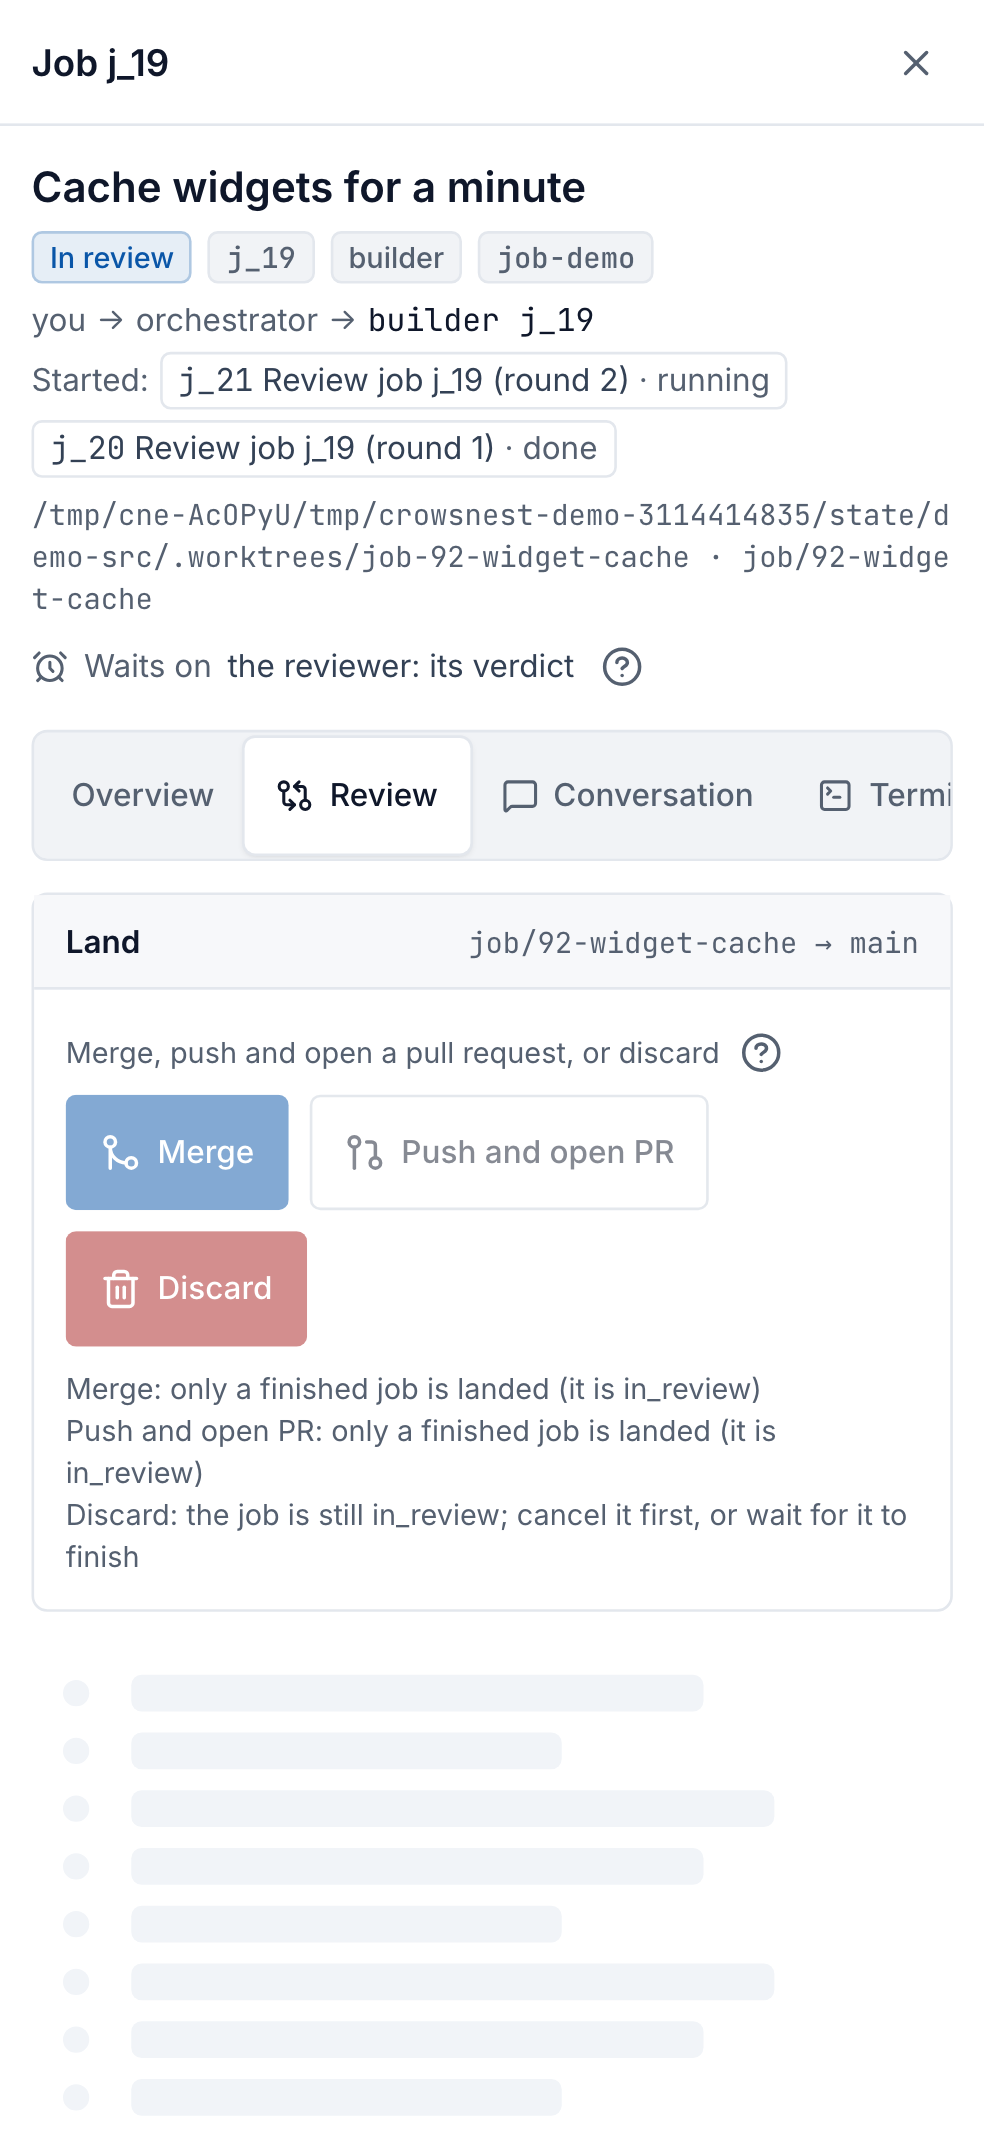 Job j_19
Cache widgets for a minute
In review j_19 builder job-demo
you → orchestrator → builder j_19
Started: j_21 Review job j_19 (round 2) · running
j_20 Review job j_19 (round 1) · done
/tmp/cne-AcOPyU/tmp/crowsnest-demo-3114414835/state/d
emo-src/.worktrees/job-92-widget-cache · job/92-widge
t-cache
Waits on the reviewer: its verdict
Overview Review Conversation Termi
Land job/92-widget-cache → main
Merge, push and open a pull request, or discard
Merge Push and open PR
Discard
Merge: only a finished job is landed (it is in_review)
Push and open PR: only a finished job is landed (it is
in_review)
Discard: the job is still in_review; cancel it first, or wait for it to
finish